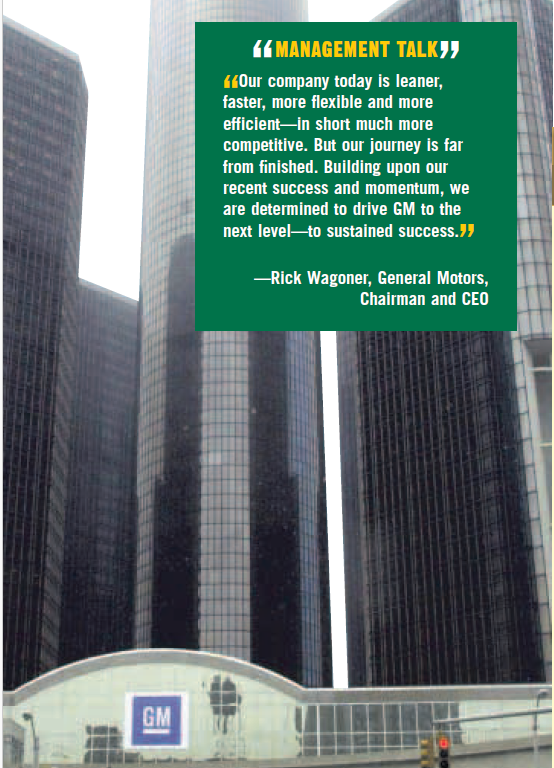 “MANAGEMENT TALK”
“Our company today is leaner,
faster, more flexible and more
efficient—in short much more
competitive. But our journey is far
from finished. Building upon our
recent success and momentum, we
are determined to drive GM to the
next level—to sustained success.”
—Rick Wagoner, General Motors,
Chairman and CEO
GM